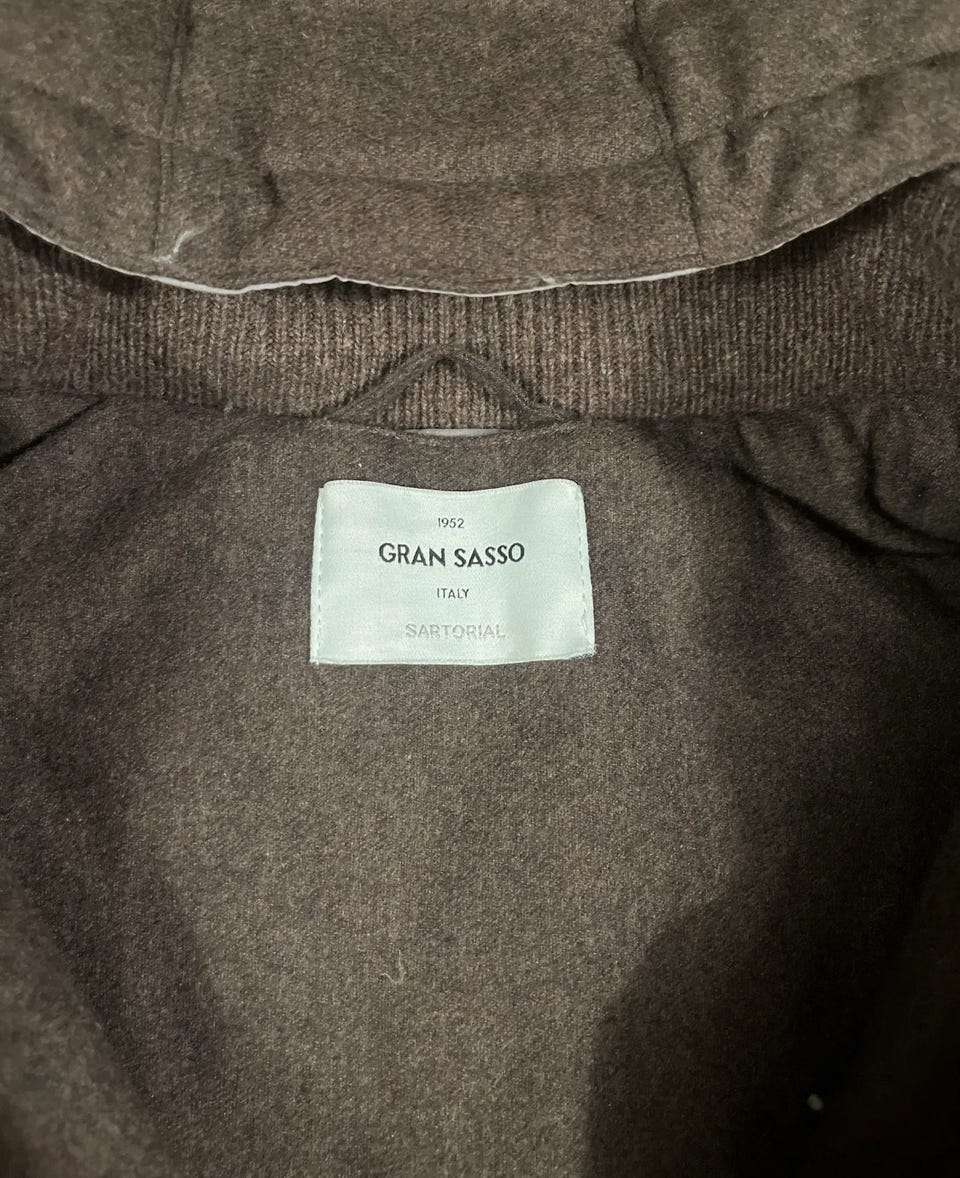 1952
GRAN SASSO
ITALY
SARTORIAL